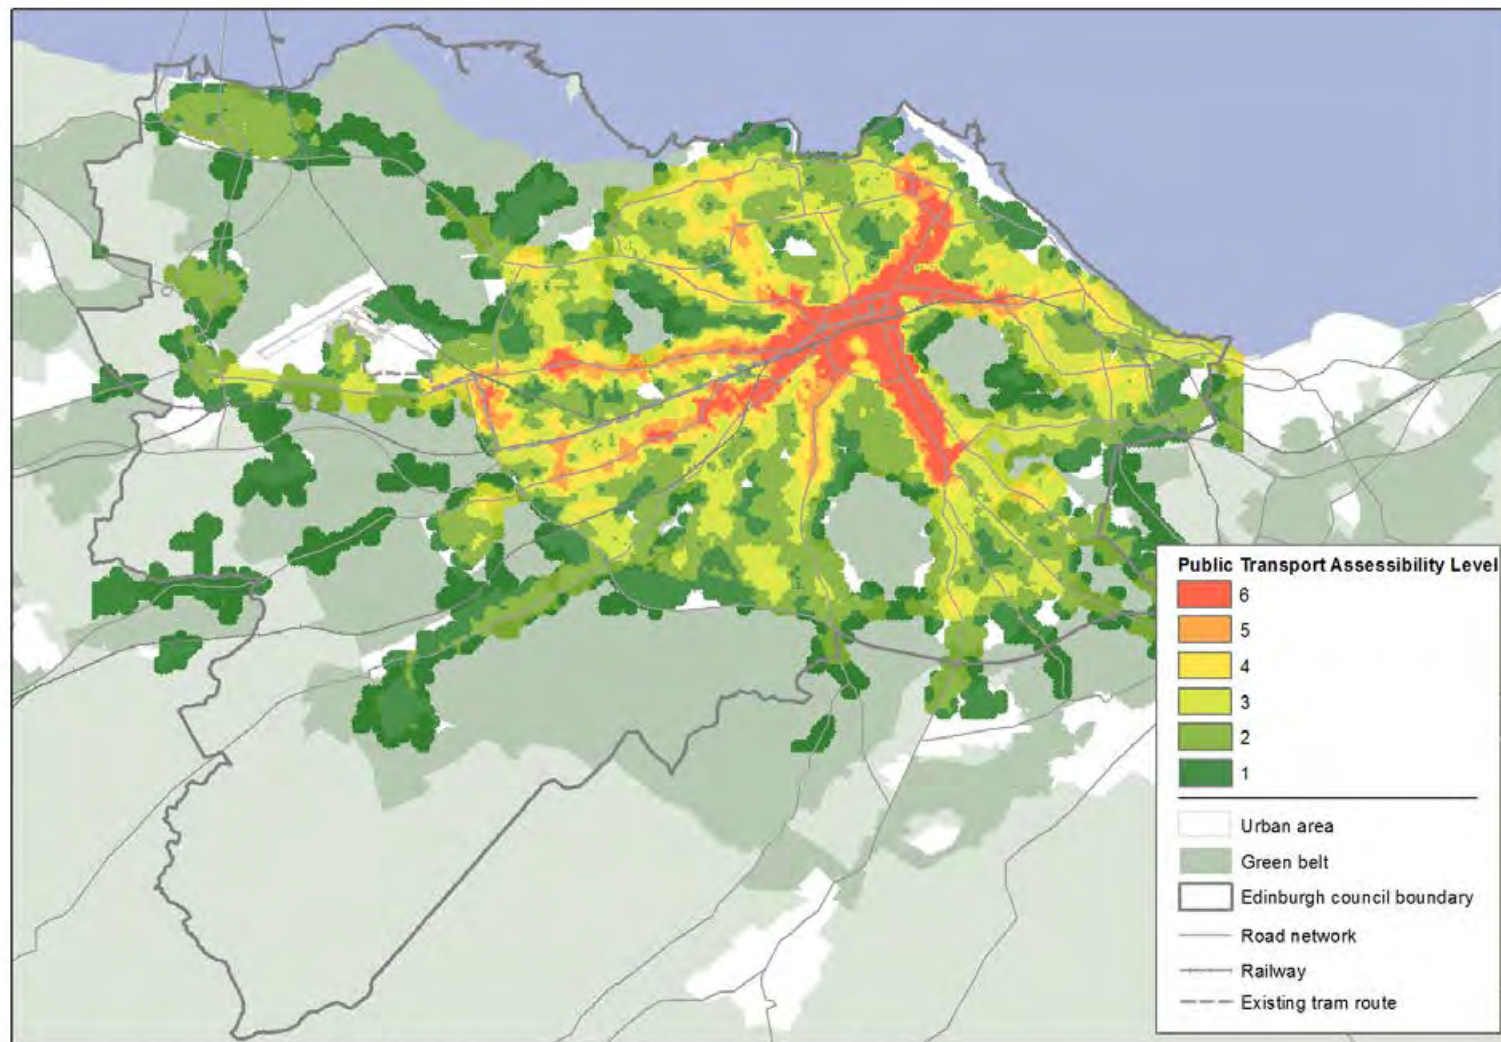 Public Transport Assessibility Level
6
5
4
3
2
1
Urban area
Green belt
Edinburgh council boundary
Road network
Railway
Existing tram route